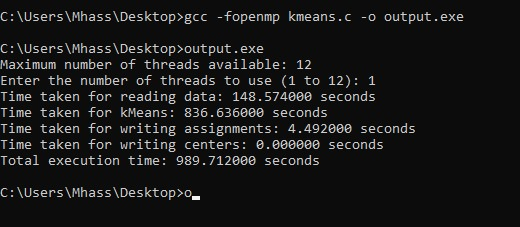 C:\Users\Mhass\Desktop>gcc -fopenmp kmeans.c -o output.exe
C:\Users\Mhass\Desktop>output.exe
Maximum number of threads available: 12
Enter the number of threads to use (1 to 12): 1
Time taken for reading data: 148.574000 seconds
Time taken for kMeans: 836.636000 seconds
Time taken for writing assignments: 4.492000 seconds
Time taken for writing centers: 0.000000 seconds
Total execution time: 989.712000 seconds
C:\Users\Mhass\Desktop>o